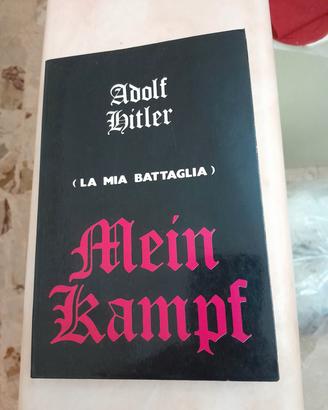 Adolf
Hitler
( LA MIA BATTAGLIA )
Mein
Kampf